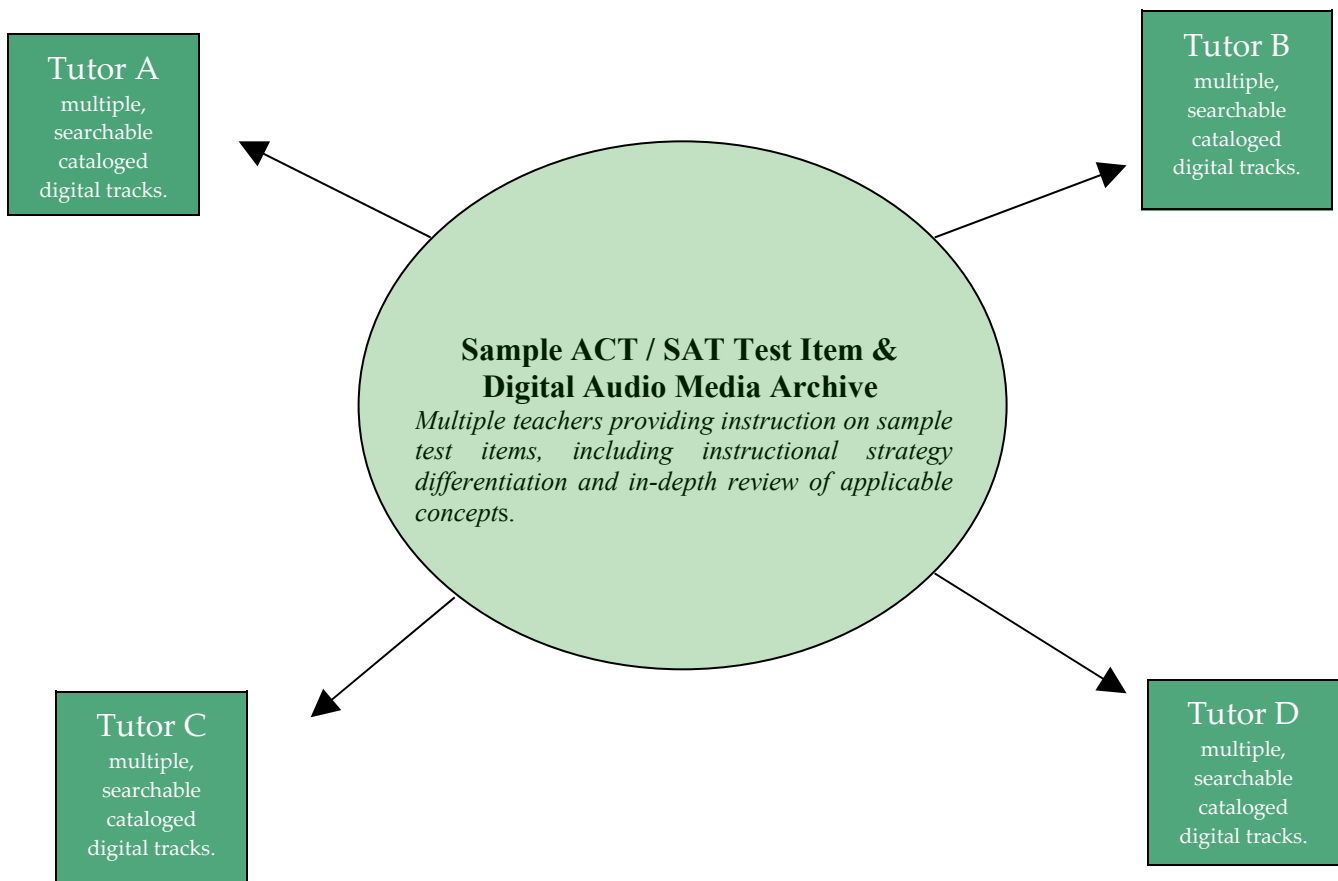 Tutor A
multiple,
searchable
cataloged
digital tracks.
Tutor B
multiple,
searchable
cataloged
digital tracks.
Sample ACT / SAT Test Item &
Digital Audio Media Archive
Multiple teachers providing instruction on sample
test items, including instructional strategy
differentiation and in-depth review of applicable
concepts.
Tutor C
multiple,
searchable
cataloged
digital tracks.
Tutor D
multiple,
searchable
cataloged
digital tracks.